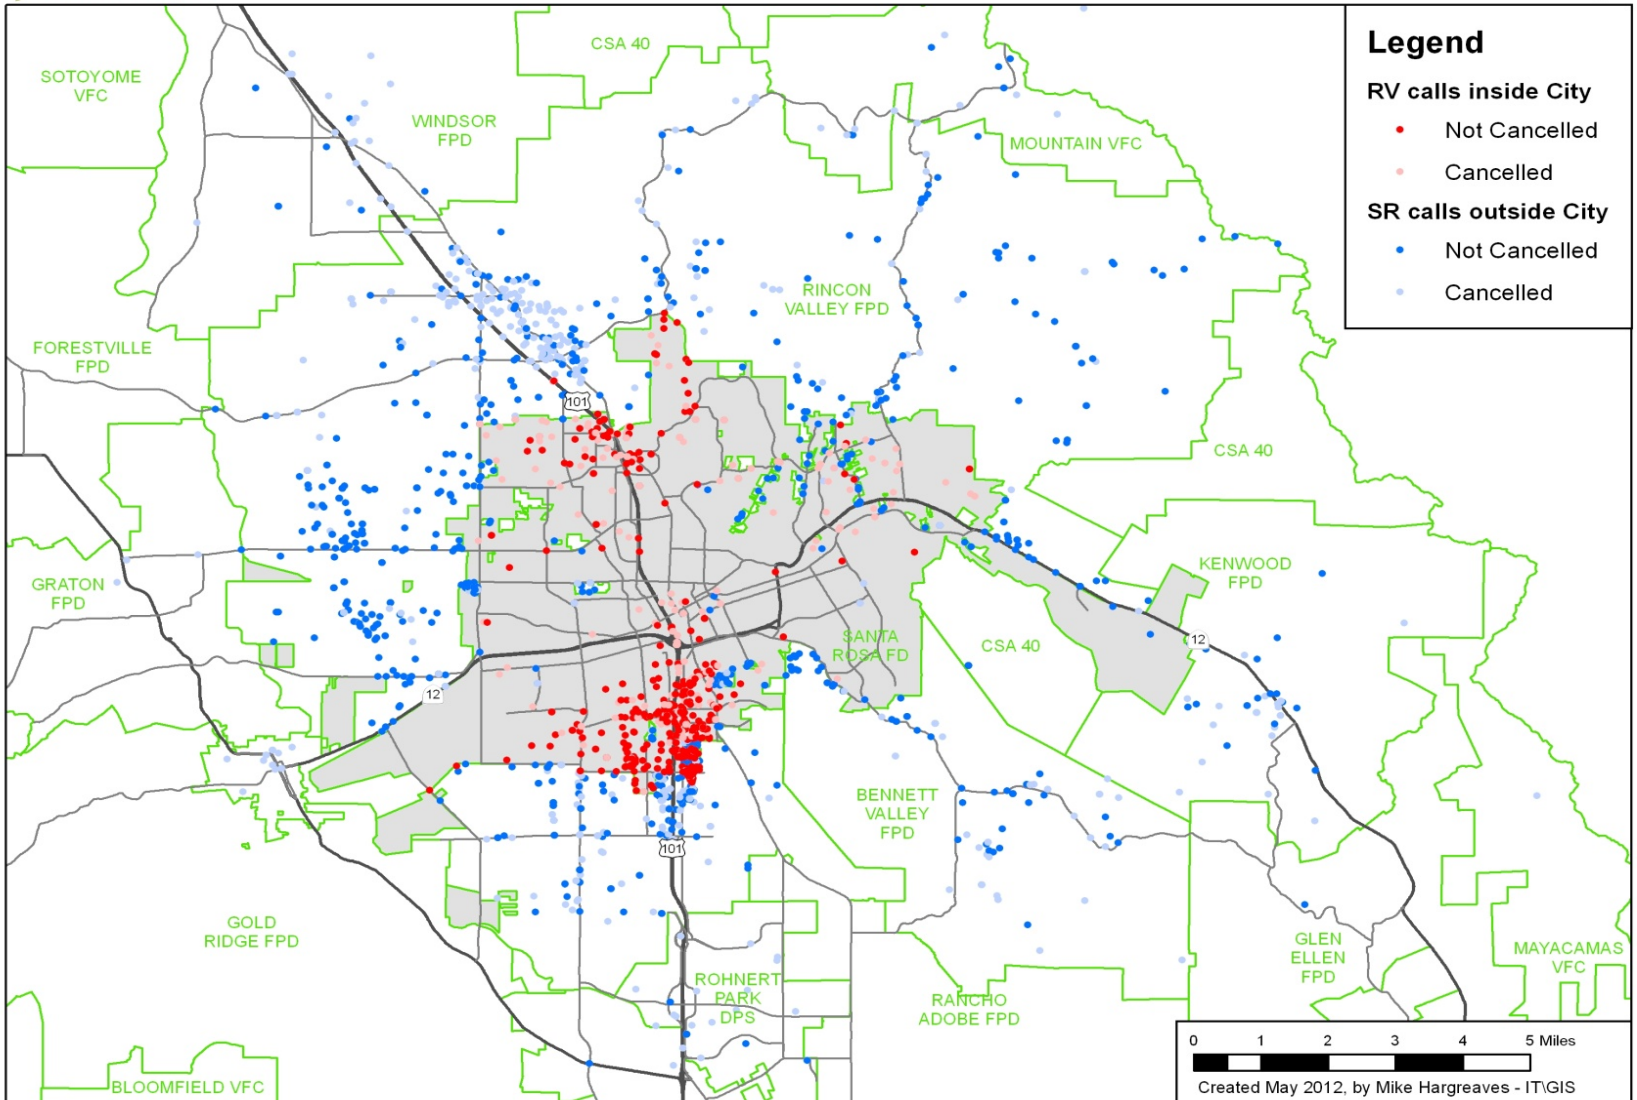 SOTOYOME
VFC
CSA 40
WINDSOR
FPD
MOUNTAIN VFC
Legend
RV calls inside City
Not Cancelled
Cancelled
SR calls outside City
Not Cancelled
Cancelled
RINCON
VALLEY FPD
FORESTVILLE
FPD
101
CSA 40
GRATON
FPD
KENWOOD
FPD
SANTA
ROSA FD
CSA 40
12
12
BENNETT
VALLEY
FPD
101
GOLD
RIDGE FPD
GLEN
ELLEN
FPD
MAYACAMAS
VFC
ROHNERT
PARK
DPS
RANCHO
ADOBE FPD
BLOOMFIELD VFC
0 1 2 3 4 5 Miles
Created May 2012, by Mike Hargreaves - IT\GIS